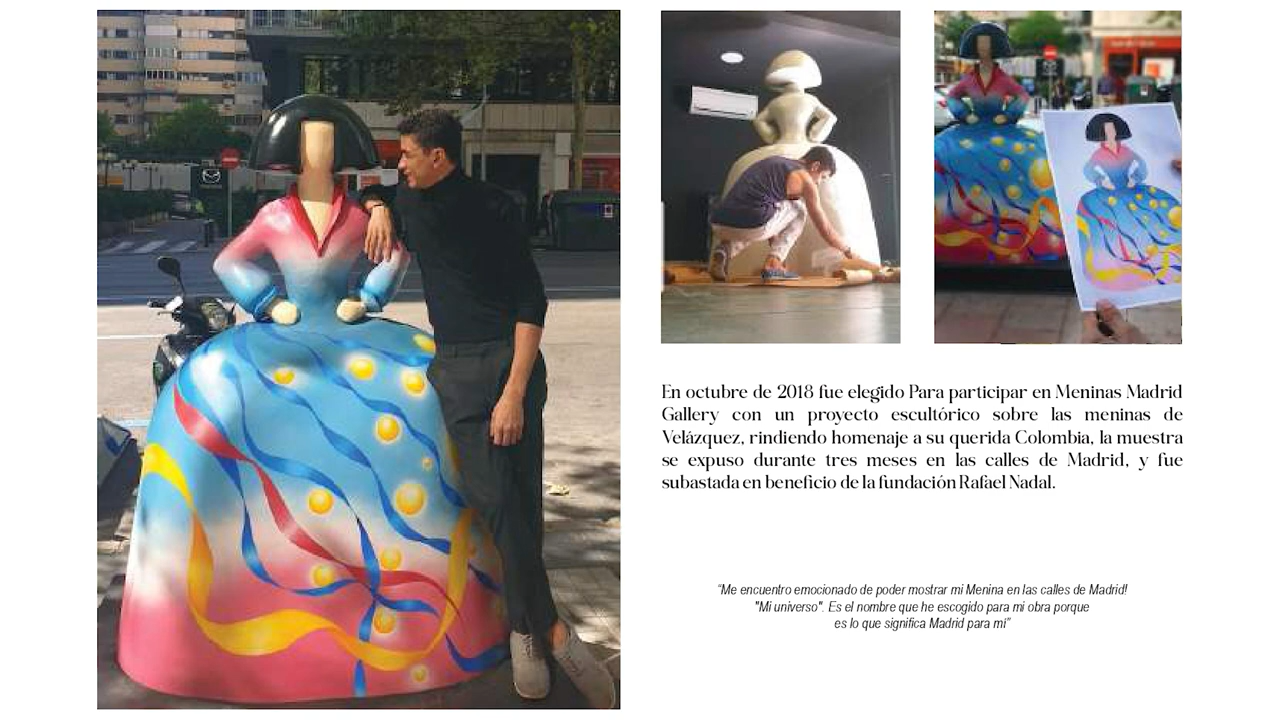 mazda
En octubre de 2018 fue elegido Para participar en Meninas Madrid
Gallery con un proyecto escultórico sobre las meninas de
Velázquez, rindiendo homenaje a su querida Colombia, la muestra
se expuso durante tres meses en las calles de Madrid, y fue
subastada en beneficio de la fundación Rafael Nadal.
“Me encuentro emocionado de poder mostrar mi Menina en las calles de Madrid!
"Mi universo". Es el nombre que he escogido para mi obra porque
es lo que significa Madrid para mí”